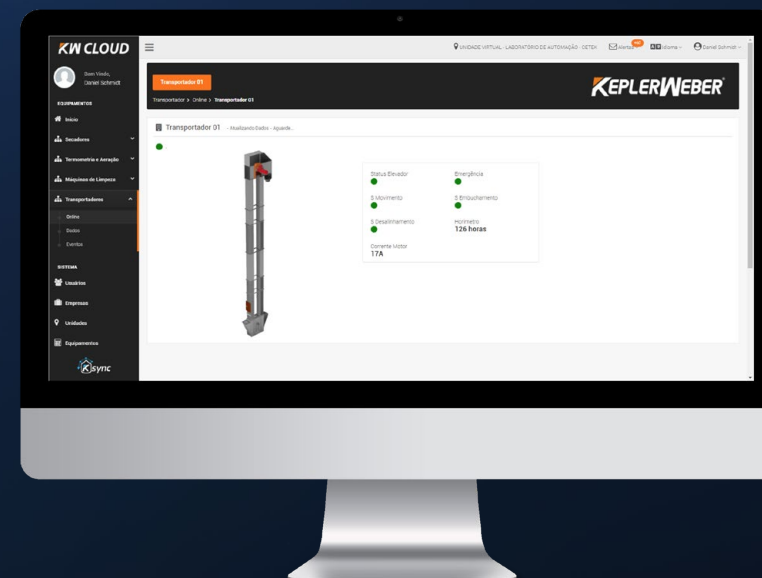 KW CLOUD
UNIDADE VIRTUAL - LABORATÓRIO DE AUTOMAÇÃO - CETEK
Alertas
Idioma
Daniel Schmidt
Bem Vindo,
Daniel Schmidt
EQUIPAMENTOS
Início
Secadores
Termometria e Aeração
Máquinas de Limpeza
Transportadores
Online
Dados
Eventos
SISTEMA
Usuários
Empresas
Unidades
Equipamentos
Ksync
Transportador 01
Transportador > Online > Transportador 01
KEPLERWEBER
Transportador 01 - Atualizando Dados - Aguarde..
Status Elevador
Emergência
S Movimento
S Embuchamento
S Desalinhamento
Horímetro
126 horas
Corrente Motor
17A